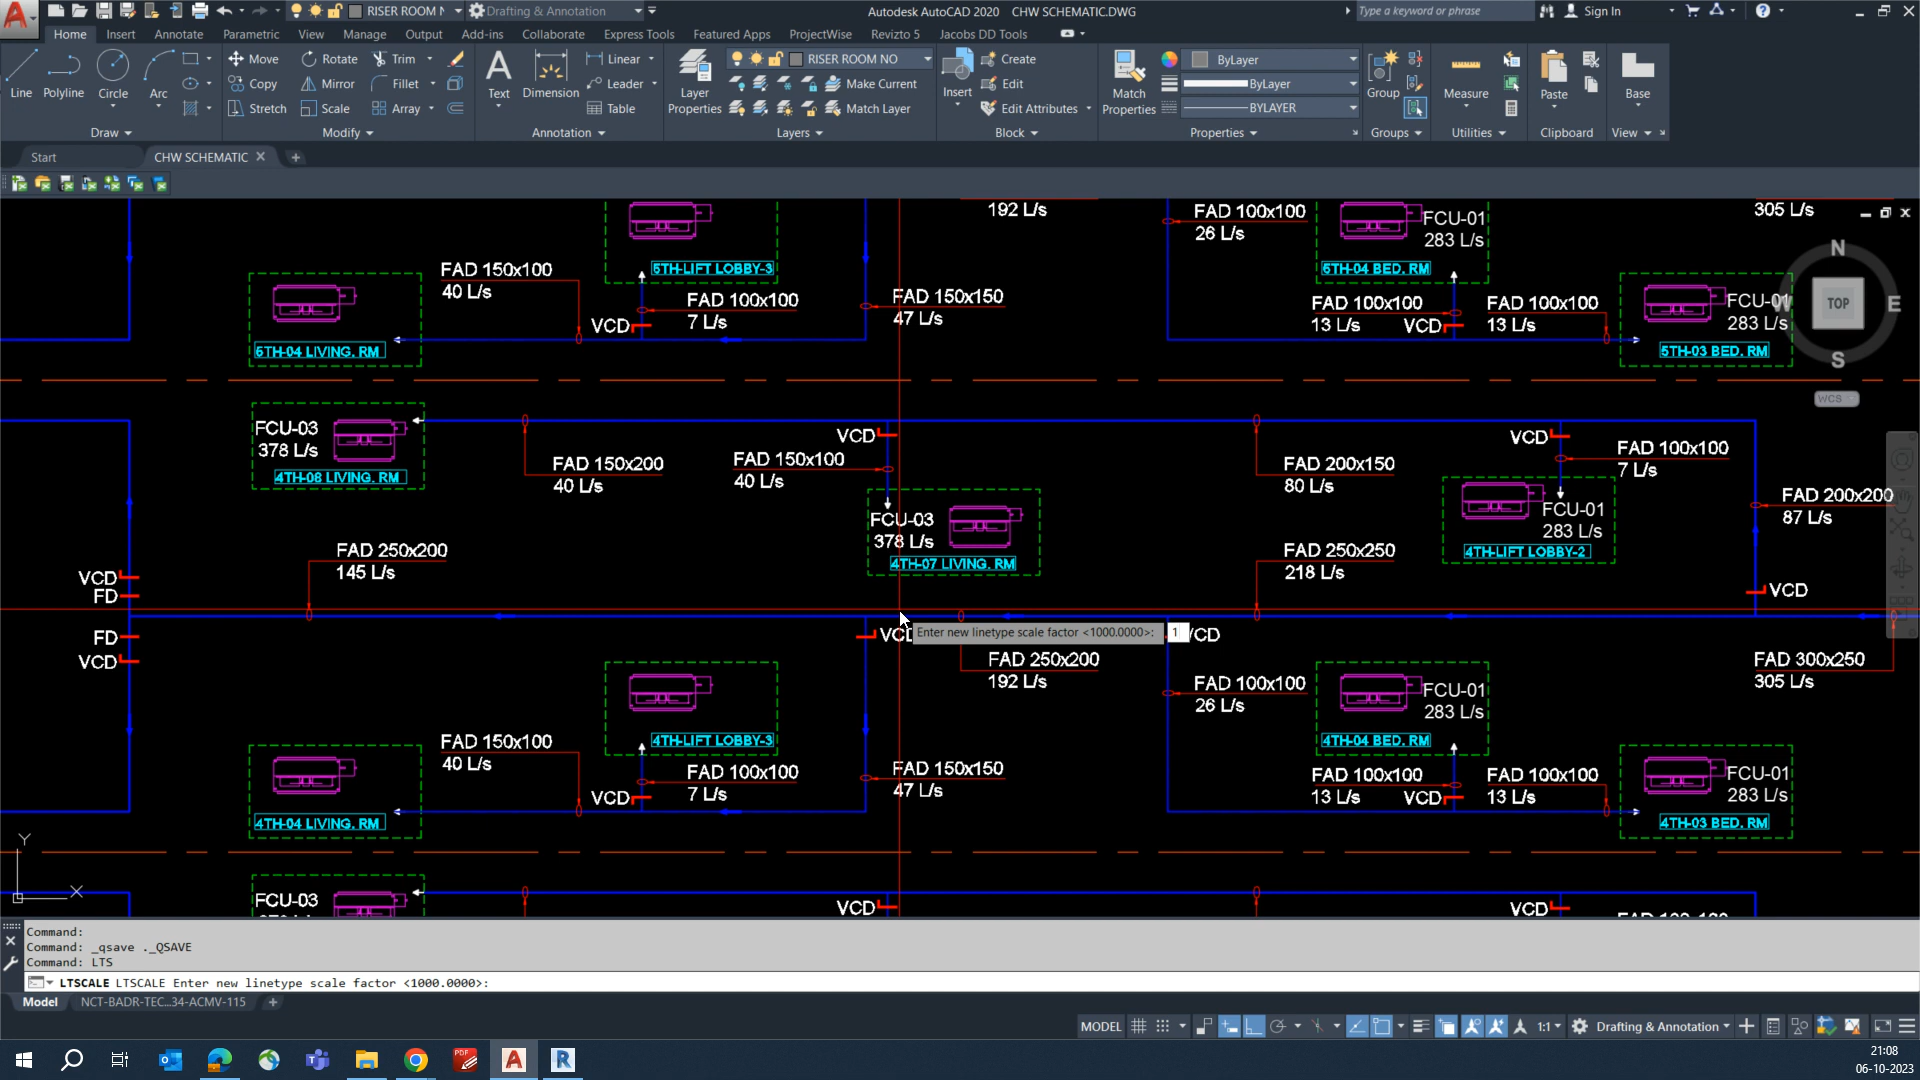 RISER ROOM N
Drafting & Annotation
Autodesk AutoCAD 2020 CHW SCHEMATIC.DWG
Type a keyword or phrase
Sign In
Home Insert Annotate Parametric View Manage Output Add-ins Collaborate Express Tools Featured Apps ProjectWise Revizto 5 Jacobs DD Tools
Line Polyline Circle Arc
Move Rotate Trim
Copy Mirror Fillet
Stretch Scale Array
Text Dimension
Linear
Leader
Table
Layer Properties
RISER ROOM NO
Make Current
Match Layer
Insert
Create
Edit
Edit Attributes
Match Properties
ByLayer
ByLayer
BYLAYER
Group
Measure
Paste
Base
Draw Modify Annotation Layers Block Properties Groups Utilities Clipboard View
Start CHW SCHEMATIC
192 L/s
FAD 100x100
26 L/s
FCU-01
283 L/s
305 L/s
N
W TOP E
S
WCS
5TH-LIFT LOBBY-3
5TH-04 BED. RM
FAD 150x100
40 L/s
FAD 100x100
7 L/s
FAD 150x150
47 L/s
FAD 100x100
13 L/s
FAD 100x100
13 L/s
FCU-01
283 L/s
VCD
VCD
5TH-04 LIVING. RM
5TH-03 BED. RM
FCU-03
378 L/s
4TH-08 LIVING. RM
VCD
FAD 150x200
40 L/s
FAD 150x100
40 L/s
FAD 200x150
80 L/s
VCD
FAD 100x100
7 L/s
FAD 200x200
87 L/s
FCU-03
378 L/s
4TH-07 LIVING. RM
FCU-01
283 L/s
4TH-LIFT LOBBY-2
FAD 250x200
145 L/s
FAD 250x250
218 L/s
VCD
FD
VCD
FD
VCD
VCD
Enter new linetype scale factor <1000.0000>: 1
VCD
FAD 250x200
192 L/s
FAD 300x250
305 L/s
FAD 100x100
26 L/s
FCU-01
283 L/s
4TH-LIFT LOBBY-3
4TH-04 BED. RM
FAD 150x100
40 L/s
FAD 100x100
7 L/s
FAD 150x150
47 L/s
FAD 100x100
13 L/s
FAD 100x100
13 L/s
FCU-01
283 L/s
VCD
VCD
4TH-04 LIVING. RM
4TH-03 BED. RM
Y
X
FCU-03
VCD
VCD
Command:
Command: _qsave ._QSAVE
Command: LTS
LTSCALE LTSCALE Enter new linetype scale factor <1000.0000>:
Model NCT-BADR-TEC...34-ACMV-115
MODEL 1:1 Drafting & Annotation
21:08
06-10-2023